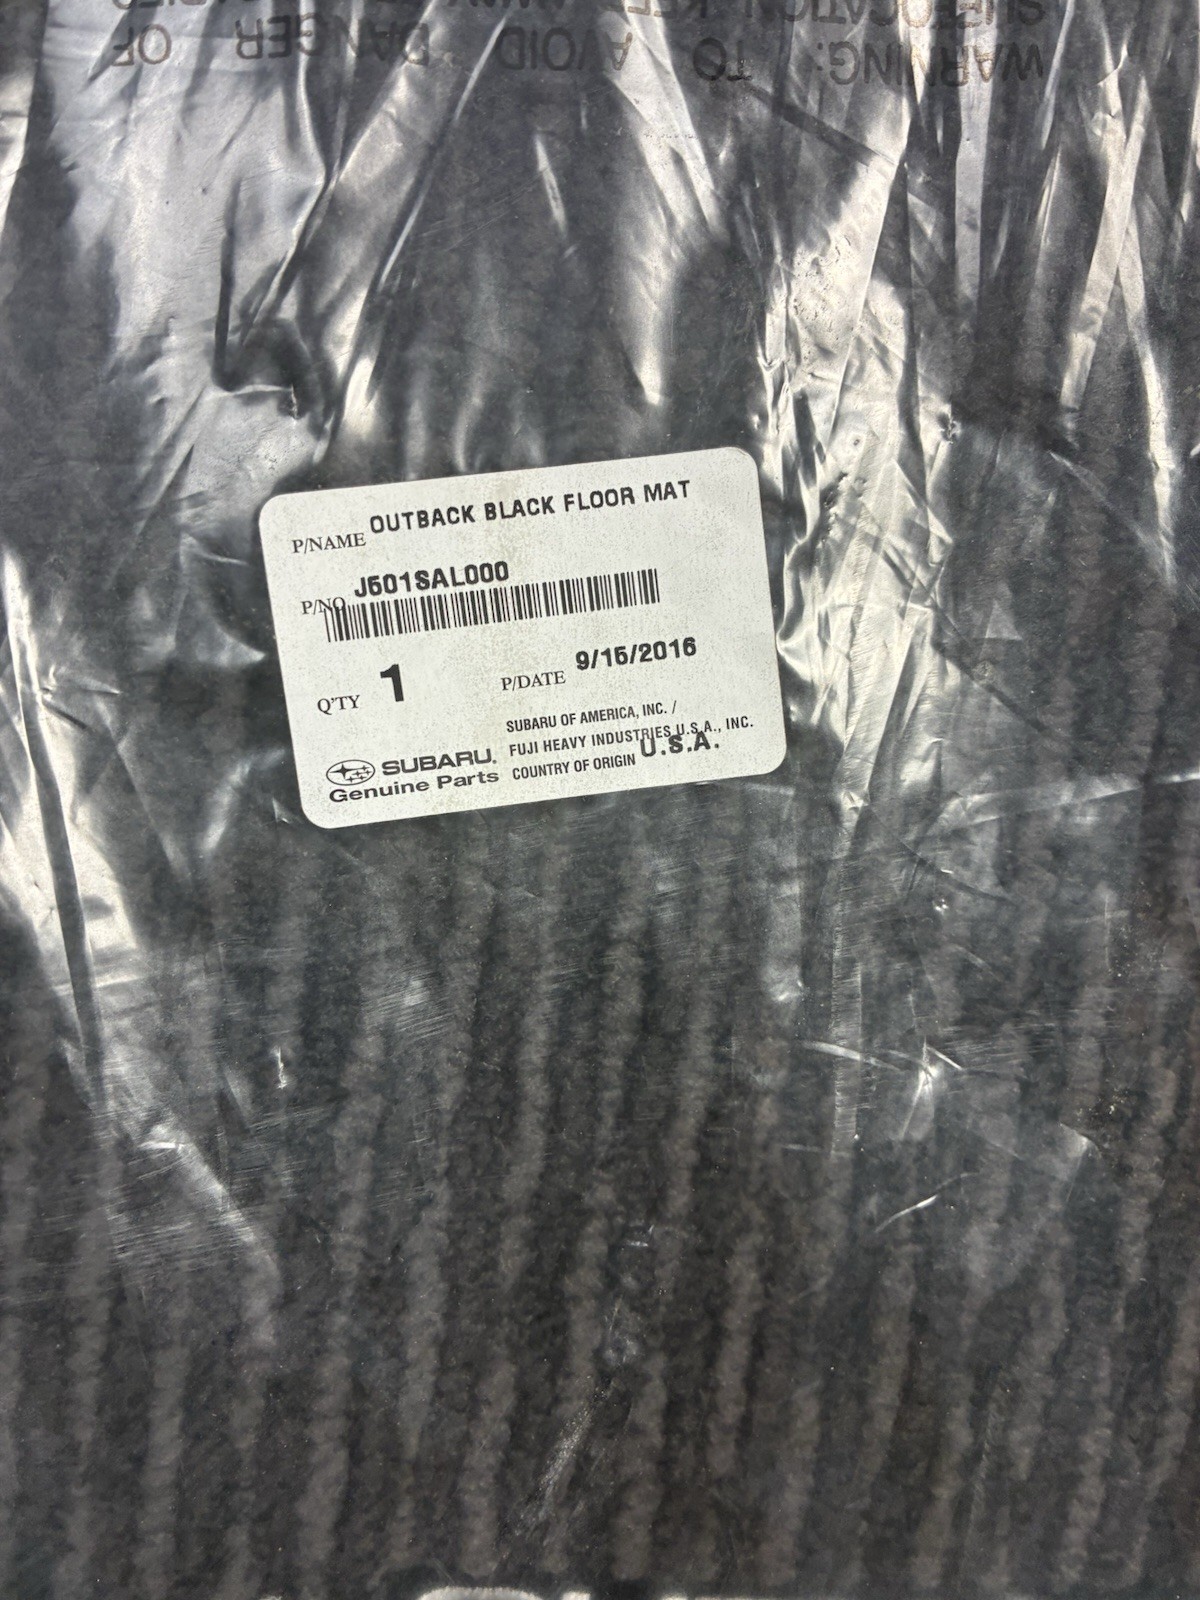 WARNING: TO AVOID DANGER OF
OUTBACK BLACK FLOOR MAT
P/NAME
J501SAL000
P/NO
Q'TY 1
P/DATE 9/15/2016
SUBARU OF AMERICA, INC. /
FUJI HEAVY INDUSTRIES U.S.A., INC.
COUNTRY OF ORIGIN U.S.A.
SUBARU.
Genuine Parts